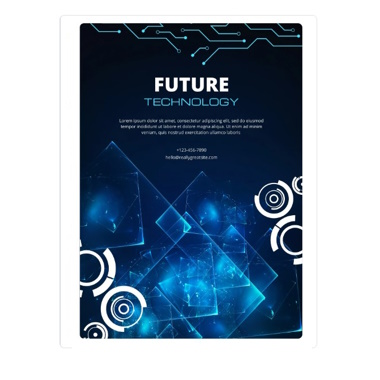 FUTURE
TECHNOLOGY
Lorem ipsum dolor sit amet, consectetur adipiscing elit, sed do eiusmod
tempor incididunt ut labore et dolore magna aliqua. Ut enim ad minim
veniam, quis nostrud exercitation ullamco laboris
+123-456-7890
hello@reallygreatsite.com